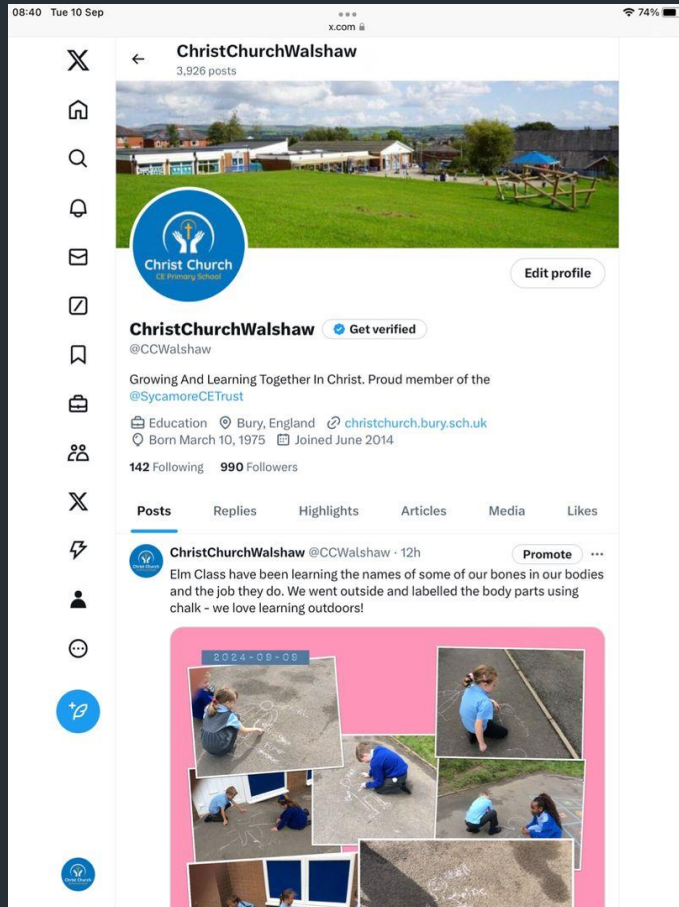 08:40 Tue 10 Sep
x.com
74%
ChristChurchWalshaw
3,926 posts
Christ Church
CE Primary School
Edit profile
ChristChurchWalshaw Get verified
@CCWalshaw
Growing And Learning Together In Christ. Proud member of the
@SycamoreCETrust
Education Bury, England christchurch.bury.sch.uk
Born March 10, 1975 Joined June 2014
142 Following 990 Followers
Posts Replies Highlights Articles Media Likes
ChristChurchWalshaw @CCWalshaw · 12h Promote
Elm Class have been learning the names of some of our bones in our bodies
and the job they do. We went outside and labelled the body parts using
chalk - we love learning outdoors!
2024-09-09